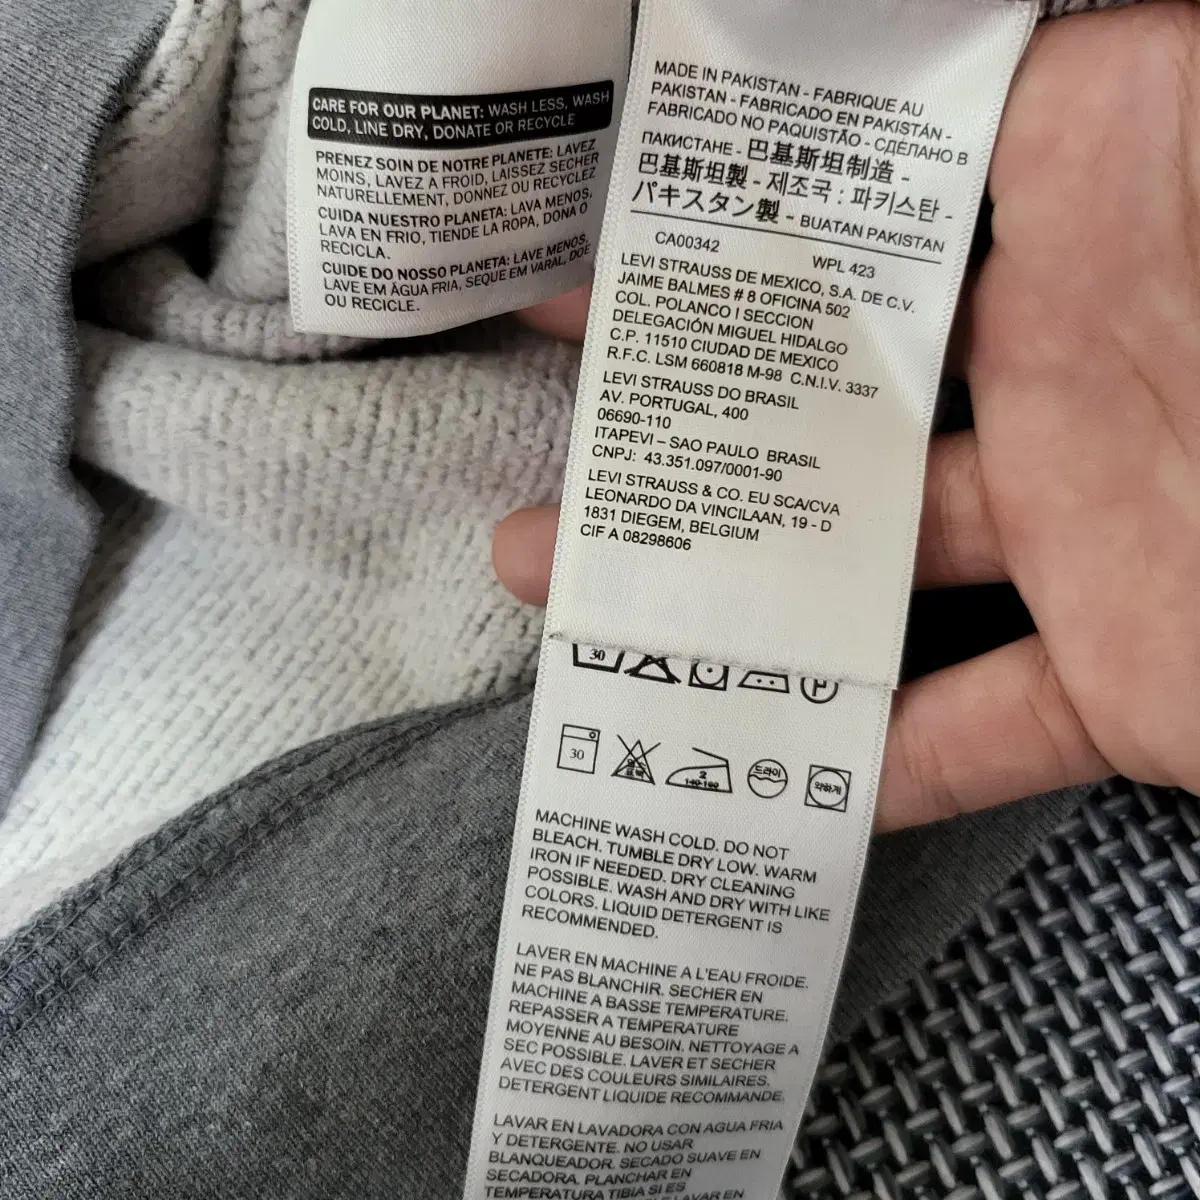 CARE FOR OUR PLANET: WASH LESS, WASH
COLD, LINE DRY, DONATE OR RECYCLE
PRENEZ SOIN DE NOTRE PLANETE: LAVEZ
MOINS, LAVEZ A FROID, LAISSEZ SECHER
NATURELLEMENT, DONNEZ OU RECYCLEZ
CUIDA NUESTRO PLANETA: LAVA MENOS,
LAVA EN FRIO, TIENDE LA ROPA, DONA O
RECICLA.
CUIDE DO NOSSO PLANETA: LAVE MENOS,
LAVE EM ÁGUA FRIA, SEQUE EM VARAL, DOE
OU RECICLE.
MADE IN PAKISTAN - FABRIQUE AU
PAKISTAN - FABRICADO EN PAKISTÁN -
FABRICADO NO PAQUISTÃO - СДЕЛАНО В
ПАКИСТАНЕ - 巴基斯坦制造 -
巴基斯坦製 - 제조국 : 파키스탄 -
パキスタン製 - BUATAN PAKISTAN
CA00342 WPL 423
LEVI STRAUSS DE MEXICO, S.A. DE C.V.
JAIME BALMES # 8 OFICINA 502
COL. POLANCO I SECCION
DELEGACIÓN MIGUEL HIDALGO
C.P. 11510 CIUDAD DE MEXICO
R.F.C. LSM 660818 M-98 C.N.I.V. 3337
LEVI STRAUSS DO BRASIL
AV. PORTUGAL, 400
06690-110
ITAPEVI – SAO PAULO BRASIL
CNPJ: 43.351.097/0001-90
LEVI STRAUSS & CO. EU SCA/CVA
LEONARDO DA VINCILAAN, 19 - D
1831 DIEGEM, BELGIUM
CIF A 08298606
30 P
30 2 드라이 약하게
140-160
MACHINE WASH COLD. DO NOT
BLEACH. TUMBLE DRY LOW. WARM
IRON IF NEEDED. DRY CLEANING
POSSIBLE. WASH AND DRY WITH LIKE
COLORS. LIQUID DETERGENT IS
RECOMMENDED.
LAVER EN MACHINE A L'EAU FROIDE.
NE PAS BLANCHIR. SECHER EN
MACHINE A BASSE TEMPERATURE.
REPASSER A TEMPERATURE
MOYENNE AU BESOIN. NETTOYAGE A
SEC POSSIBLE. LAVER ET SECHER
AVEC DES COULEURS SIMILAIRES.
DETERGENT LIQUIDE RECOMMANDE.
LAVAR EN LAVADORA CON AGUA FRIA
Y DETERGENTE. NO USAR
BLANQUEADOR. SECADO SUAVE EN
SECADORA. PLANCHAR EN
TEMPERATURA TIBIA SI ES
LAVAR EN